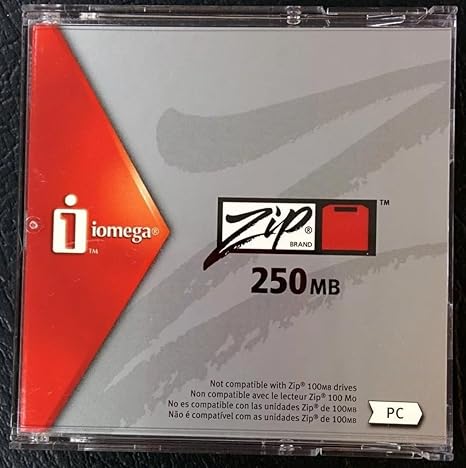 iomega®
TM
Zip®
BRAND
TM
250MB
Not compatible with Zip® 100MB drives
Non compatible avec le lecteur Zip® 100 Mo
No es compatible con las unidades Zip® de 100MB
Não é compatível com as unidades Zip® de 100MB
PC